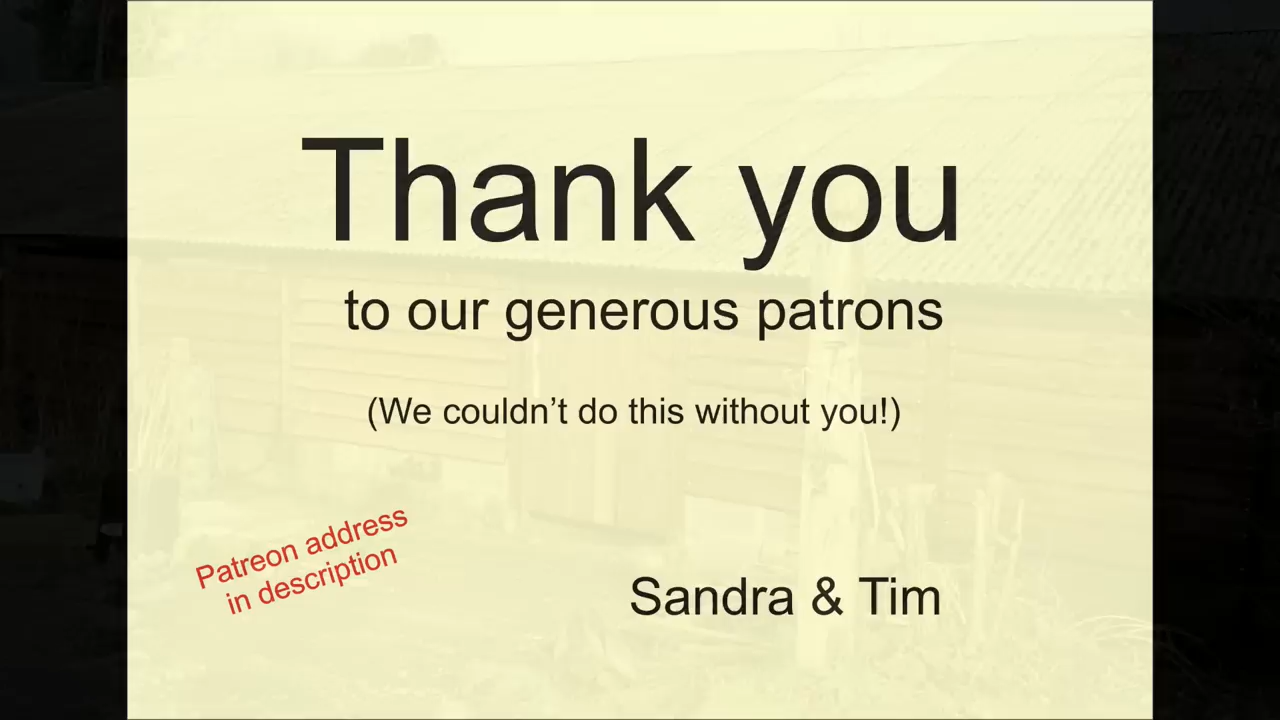 Thank you
to our generous patrons
(We couldn’t do this without you!)
Patreon address
in description
Sandra & Tim